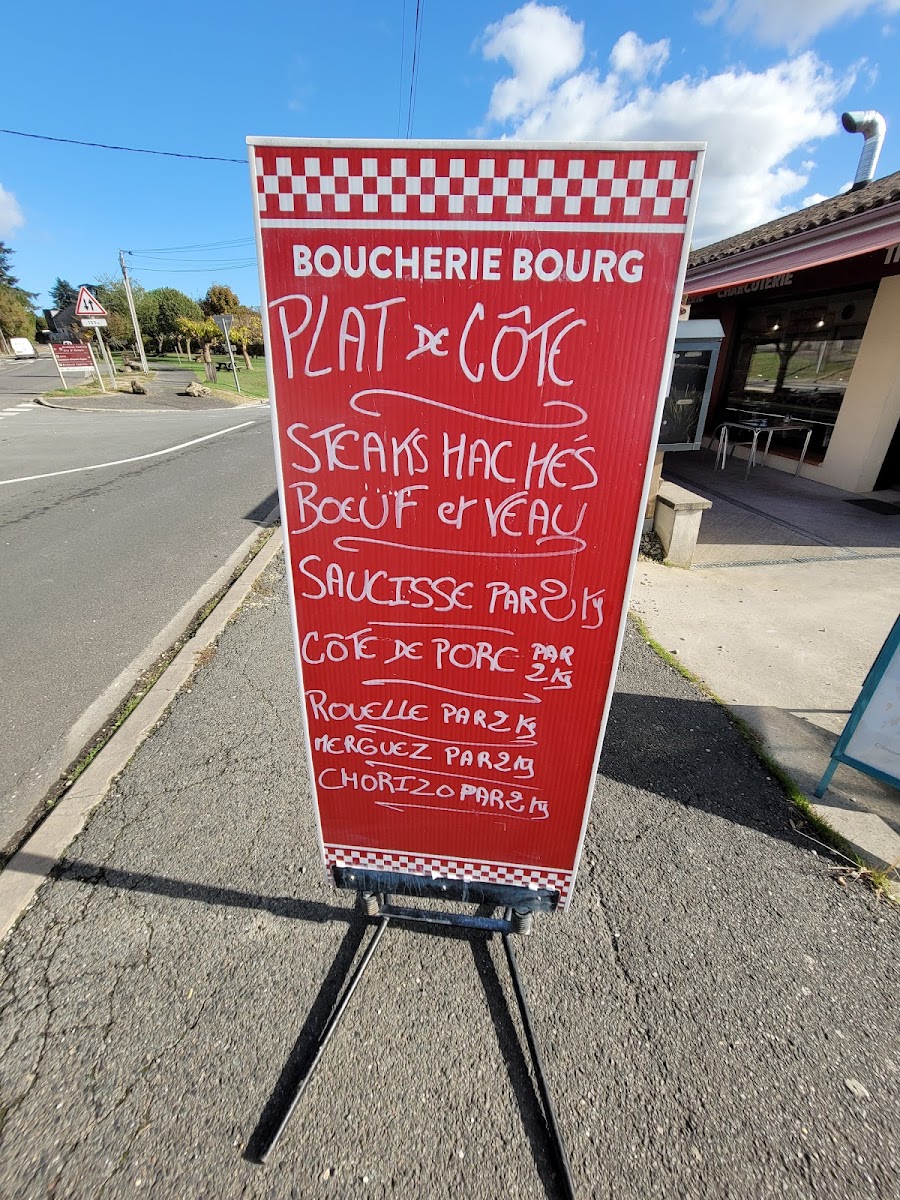 BOUCHERIE BOURG
PLAT DE CÔTE
STEAKS HACHÉS
BOEUF et VEAU
SAUCISSE PAR 2 Kg
CÔTE DE PORC PAR
2 Kg
ROUELLE PAR 2 Kg
MERGUEZ PAR 2 Kg
CHORIZO PAR 2 Kg
CHARCUTERIE